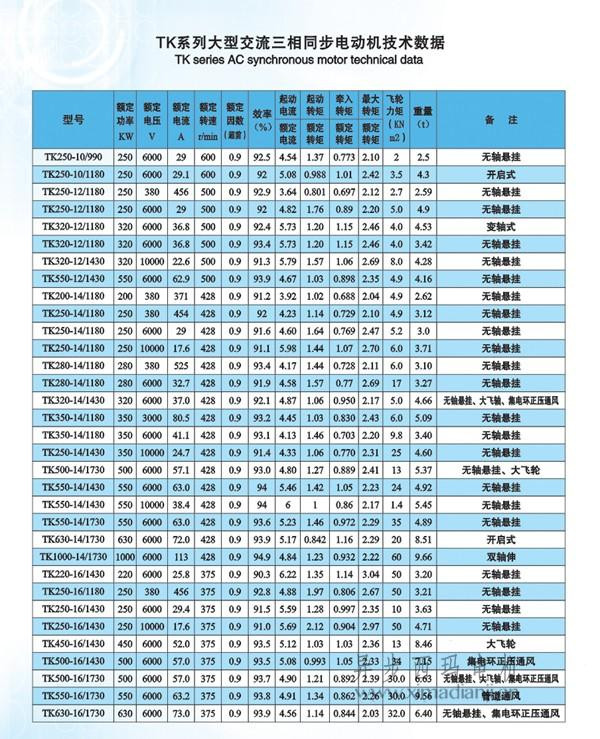 TK系列大型交流三相同步电动机技术数据
TK series AC synchronous motor technical data
型号 额定功率KW 额定电压V 额定电流A 额定转速r/min 额定因数(超前) 效率(%) 起动电流/额定电流 起动转矩/额定转矩 牵入转矩/额定转矩 最大转矩/额定转矩 飞轮力矩(KNm2) 重量(t) 备 注
TK250-10/990 250 6000 29 600 0.9 92.5 4.54 1.37 0.773 2.10 2 2.5 无轴悬挂
TK250-10/1180 250 6000 29.1 600 0.9 92 5.08 0.988 1.01 2.42 3.5 4.3 开启式
TK250-12/1180 250 380 456 500 0.9 92.9 3.64 0.801 0.697 2.12 2.7 2.59 无轴悬挂
TK250-12/1180 250 6000 29 500 0.9 92 4.82 1.76 0.89 2.20 5.0 4.9 无轴悬挂
TK320-12/1180 320 6000 36.8 500 0.9 92.4 5.73 1.20 1.15 2.46 4.0 4.53 变轴式
TK320-12/1180 320 6000 36.8 500 0.9 93.4 5.73 1.20 1.15 2.46 4.0 3.42 无轴悬挂
TK320-12/1430 320 10000 22.6 500 0.9 91.3 5.79 1.57 1.06 2.69 8.0 4.28 无轴悬挂
TK550-12/1430 550 6000 62.9 500 0.9 93.9 4.67 1.03 0.898 2.35 4.9 4.16 无轴悬挂
TK200-14/1180 200 380 371 428 0.9 91.2 3.92 1.02 0.688 2.04 4.9 2.62 无轴悬挂
TK250-14/1180 250 380 454 428 0.9 92 4.23 1.14 0.729 2.10 4.9 3.12 无轴悬挂
TK250-14/1180 250 6000 29 428 0.9 91.6 4.60 1.64 0.769 2.47 5.2 3.0 无轴悬挂
TK250-14/1180 250 10000 17.6 428 0.9 91.1 5.98 1.44 1.07 2.70 6.0 3.71 无轴悬挂
TK280-14/1180 280 380 525 428 0.9 93.4 4.17 1.44 0.728 2.11 6.0 3.10 无轴悬挂
TK280-14/1180 280 6000 32.7 428 0.9 91.9 4.58 1.57 0.77 2.69 17 3.27 无轴悬挂
TK320-14/1430 320 6000 37.0 428 0.9 92.1 4.87 1.06 0.950 2.17 5.0 4.66 无轴悬挂、大飞轴、集电环正压通风
TK350-14/1180 350 3000 80.5 428 0.9 93.2 4.45 1.03 0.830 2.43 6.0 5.09 无轴悬挂
TK350-14/1180 350 6000 41.1 428 0.9 93.1 4.13 1.46 0.703 2.20 9.8 3.40 无轴悬挂
TK250-14/1430 350 10000 24.7 428 0.9 91.4 4.33 1.06 0.770 2.31 25 4.60 无轴悬挂
TK500-14/1730 500 6000 57.1 428 0.9 93.0 4.80 1.27 0.889 2.41 13 5.37 无轴悬挂、大飞轮
TK550-14/1430 550 6000 63.0 428 0.9 94 5.46 1.42 1.05 2.23 24 4.92 无轴悬挂
TK550-14/1430 550 10000 38.4 428 0.9 94 6 1 0.86 2.17 1.4 5.45 无轴悬挂
TK550-14/1730 550 6000 63.0 428 0.9 93.6 5.23 1.46 0.972 2.29 35 4.89 无轴悬挂
TK630-14/1730 630 6000 72.0 428 0.9 93.9 5.17 0.842 1.16 2.29 20 8.51 开启式
TK1000-14/1730 1000 6000 113 428 0.9 94.9 4.84 1.23 0.932 2.22 60 9.66 双轴伸
TK220-16/1430 220 6000 25.8 375 0.9 90.3 6.22 1.35 1.14 3.04 50 3.20 无轴悬挂
TK250-16/1180 250 380 456 375 0.9 92.8 4.88 1.97 0.806 2.67 50 3.21 无轴悬挂
TK250-16/1430 250 6000 29.4 375 0.9 91.5 5.59 1.28 0.997 2.35 10 3.63 无轴悬挂
TK250-16/1430 250 10000 17.6 375 0.9 91.0 5.69 2.12 0.904 2.97 50 4.71 无轴悬挂
TK450-16/1430 450 6000 52.0 375 0.9 93.5 5.12 1.03 1.03 2.36 13 8.46 大飞轮
TK500-16/1430 500 6000 57.0 375 0.9 93.5 5.08 0.993 1.05 2.33 34 7.15 集电环正压通风
TK500-16/1730 500 6000 57.0 375 0.9 93.7 4.90 1.21 0.892 2.39 30.0 6.63 无轴悬挂、大飞轴、集电环正压通风
TK550-16/1730 550 6000 63.2 375 0.9 93.8 4.91 1.34 0.862 2.26 30.0 9.56 管道通风
TK630-16/1730 630 6000 73.0 375 0.9 93.9 4.56 1.14 0.844 2.03 32.0 6.40 无轴悬挂、集电环正压通风